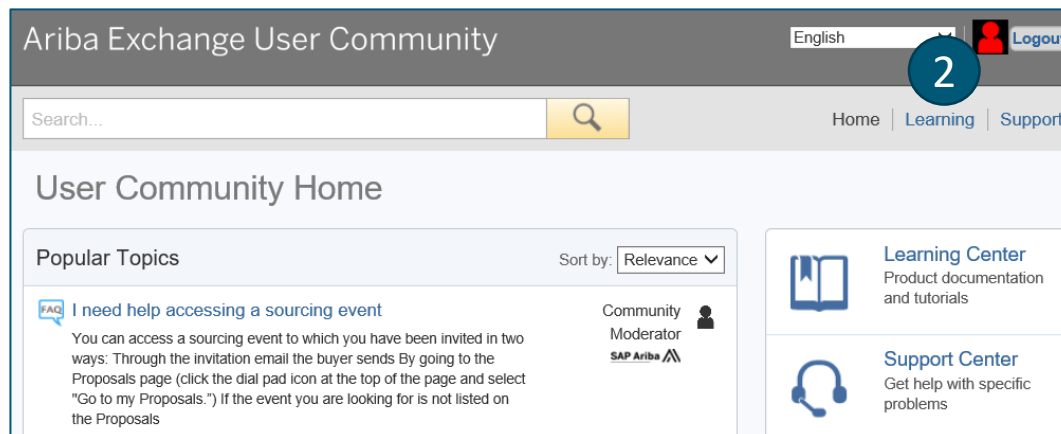 Ariba Exchange User Community
English
Logout
2
Search...
Home | Learning | Support
User Community Home
Popular Topics
Sort by: Relevance
FAQ I need help accessing a sourcing event
You can access a sourcing event to which you have been invited in two
ways: Through the invitation email the buyer sends By going to the
Proposals page (click the dial pad icon at the top of the page and select
"Go to my Proposals.") If the event you are looking for is not listed on
the Proposals
Community
Moderator
SAP Ariba
Learning Center
Product documentation
and tutorials
Support Center
Get help with specific
problems